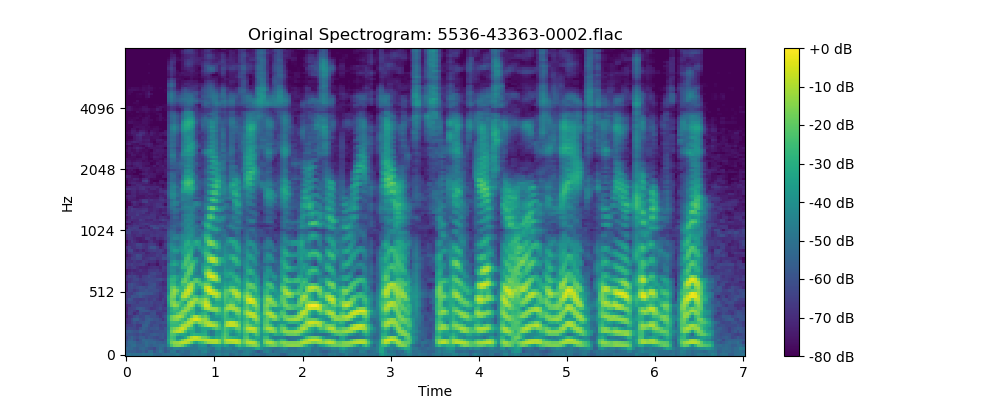 Original Spectrogram: 5536-43363-0002.flac
Hz
4096
2048
1024
512
0
0 1 2 3 4 5 6 7
Time
+0 dB
-10 dB
-20 dB
-30 dB
-40 dB
-50 dB
-60 dB
-70 dB
-80 dB